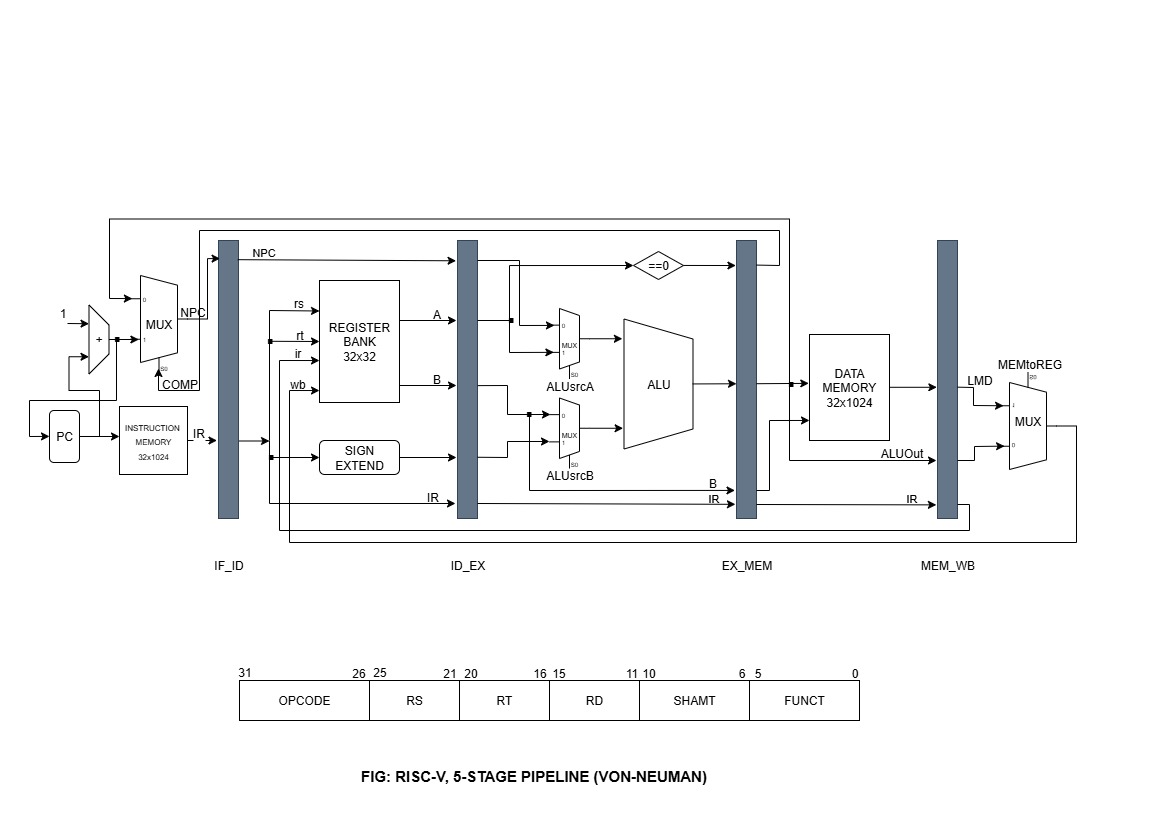 1
+
0
MUX
1
S0
NPC
COMP
PC
INSTRUCTION
MEMORY
32x1024
IR
NPC
rs
rt
ir
wb
REGISTER
BANK
32x32
SIGN
EXTEND
A
B
IR
==0
0
MUX
1
S0
ALUsrcA
0
MUX
1
S0
ALUsrcB
ALU
B
IR
DATA
MEMORY
32x1024
ALUOut
IR
LMD
MEMtoREG
S0
1
MUX
0
IF_ID
ID_EX
EX_MEM
MEM_WB
31 26 25 21 20 16 15 11 10 6 5 0
OPCODE RS RT RD SHAMT FUNCT
FIG: RISC-V, 5-STAGE PIPELINE (VON-NEUMAN)